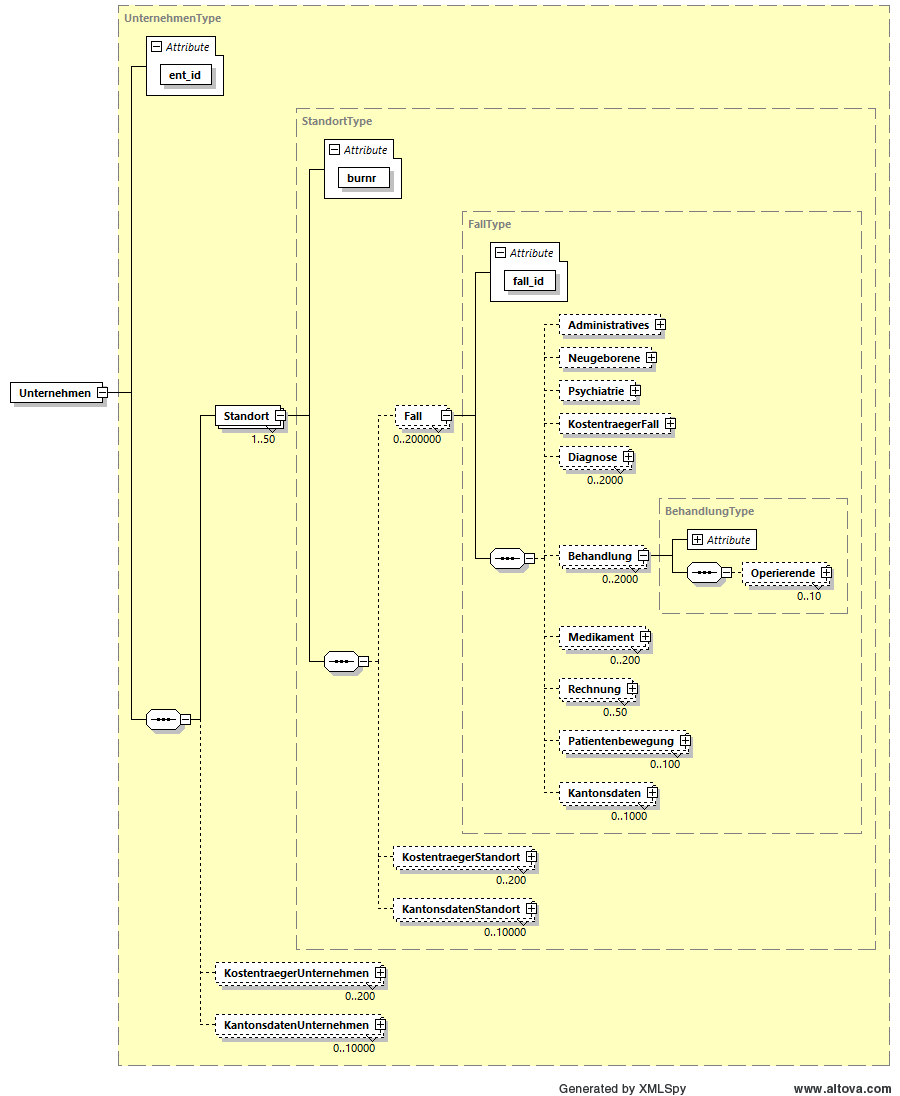 UnternehmenType
Attribute
ent_id
StandortType
Attribute
burnr
FallType
Attribute
fall_id
Administratives
Neugeborene
Unternehmen
Psychiatrie
Standort
1..50
Fall
0..200000
KostentraegerFall
Diagnose
0..2000
BehandlungType
Attribute
Behandlung
0..2000
Operierende
0..10
Medikament
0..200
Rechnung
0..50
Patientenbewegung
0..100
Kantonsdaten
0..1000
KostentraegerStandort
0..200
KantonsdatenStandort
0..10000
KostentraegerUnternehmen
0..200
KantonsdatenUnternehmen
0..10000
Generated by XMLSpy
www.altova.com